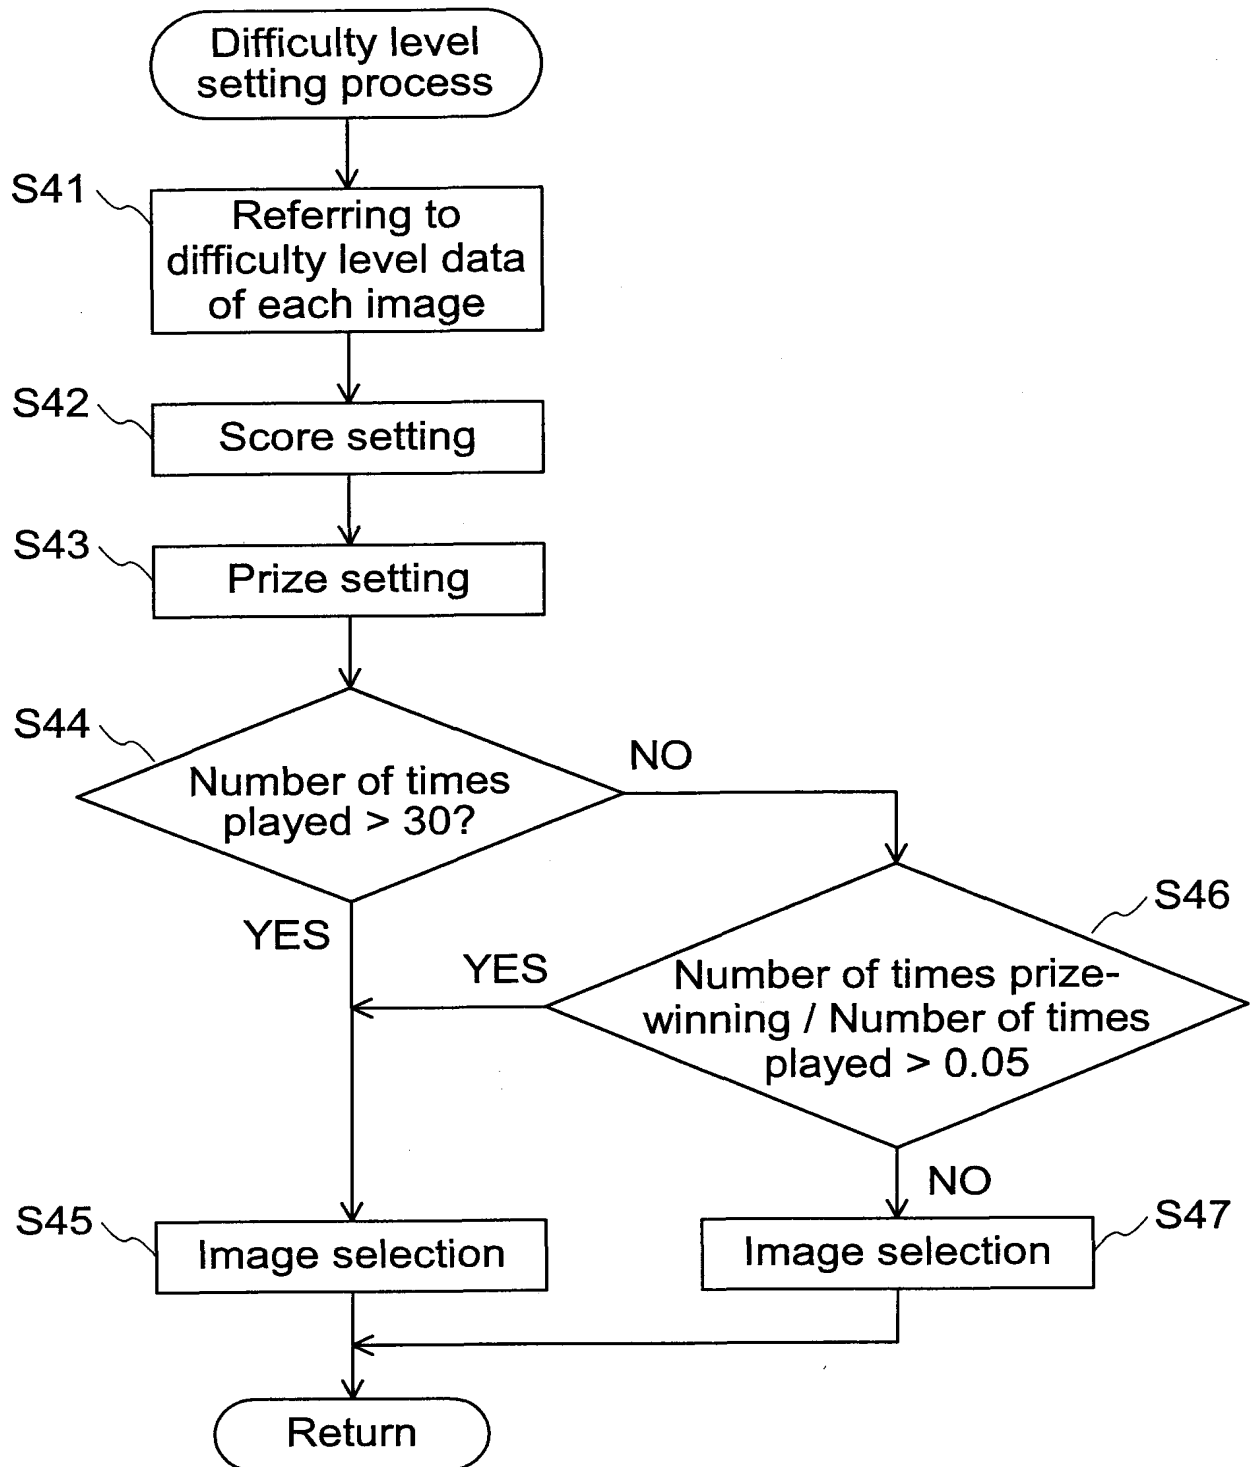 Difficulty level
setting process
S41
Referring to
difficulty level data
of each image
S42
Score setting
S43
Prize setting
S44
Number of times
played > 30?
NO
YES
S46
Number of times prize-
winning / Number of times
played > 0.05
YES
NO
S45
Image selection
S47
Image selection
Return